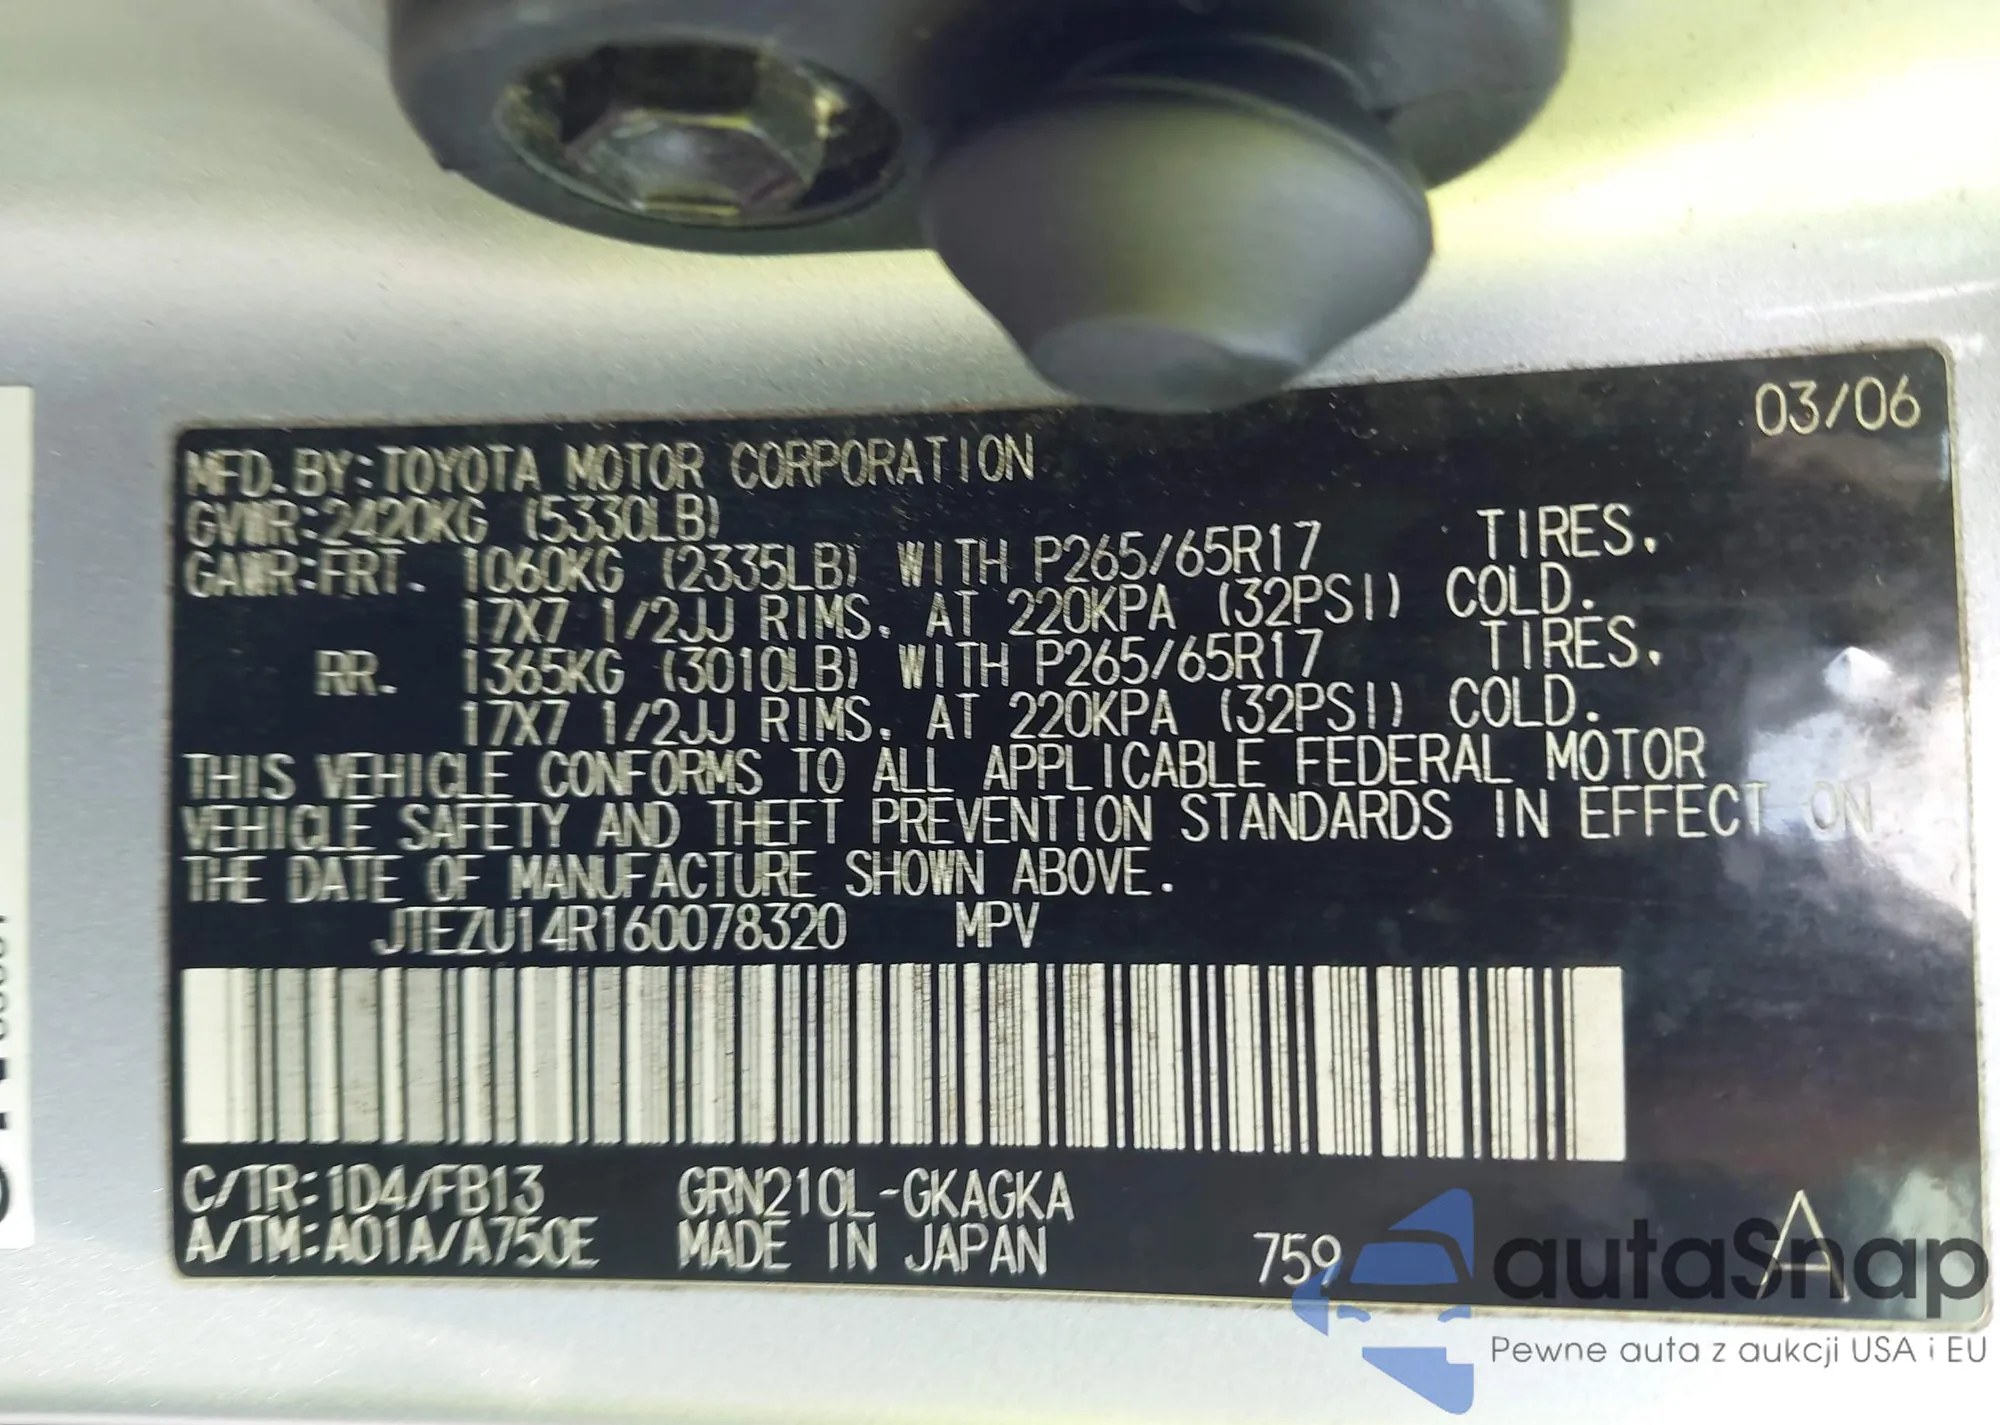 03/06
MFD.BY:TOYOTA MOTOR CORPORATION
GVWR:2420KG (5330LB)
GAWR:FRT. 1060KG (2335LB) WITH P265/65R17 TIRES,
17X7 1/2JJ RIMS, AT 220KPA (32PSI) COLD.
RR. 1365KG (3010LB) WITH P265/65R17 TIRES,
17X7 1/2JJ RIMS, AT 220KPA (32PSI) COLD.
THIS VEHICLE CONFORMS TO ALL APPLICABLE FEDERAL MOTOR
VEHICLE SAFETY AND THEFT PREVENTION STANDARDS IN EFFECT ON
THE DATE OF MANUFACTURE SHOWN ABOVE.
JTEZU14R160078320 MPV
C/TR:1D4/FB13 GRN210L-GKAGKA
A/TM:A01A/A750E MADE IN JAPAN 759 A
autaSnap
Pewne auta z aukcji USA i EU